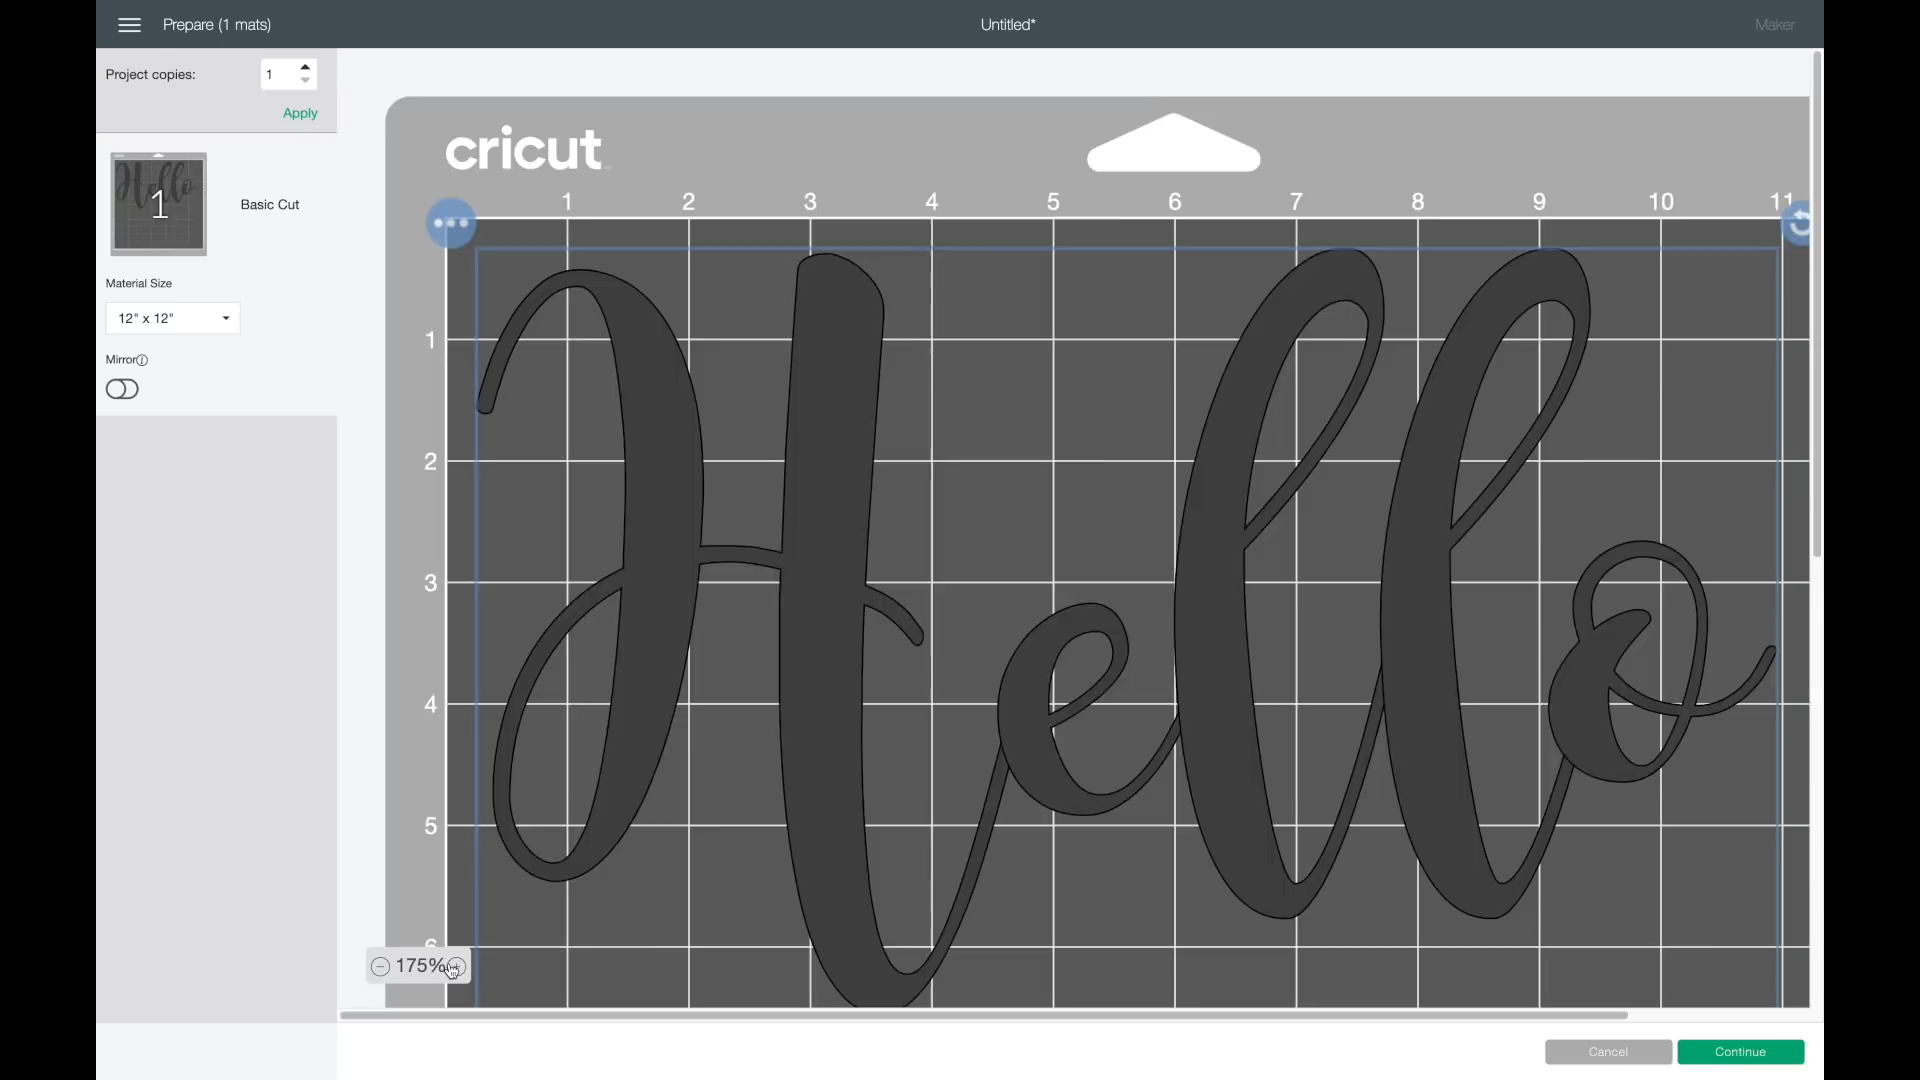 Prepare (1 mats)
Untitled*
Maker
Project copies:
1
Apply
Hello
1
Basic Cut
Material Size
12" x 12"
Mirror
cricut
1 2 3 4 5 6 7 8 9 10 11
1
2
3
4
5
6
Hello
175%
Cancel
Continue